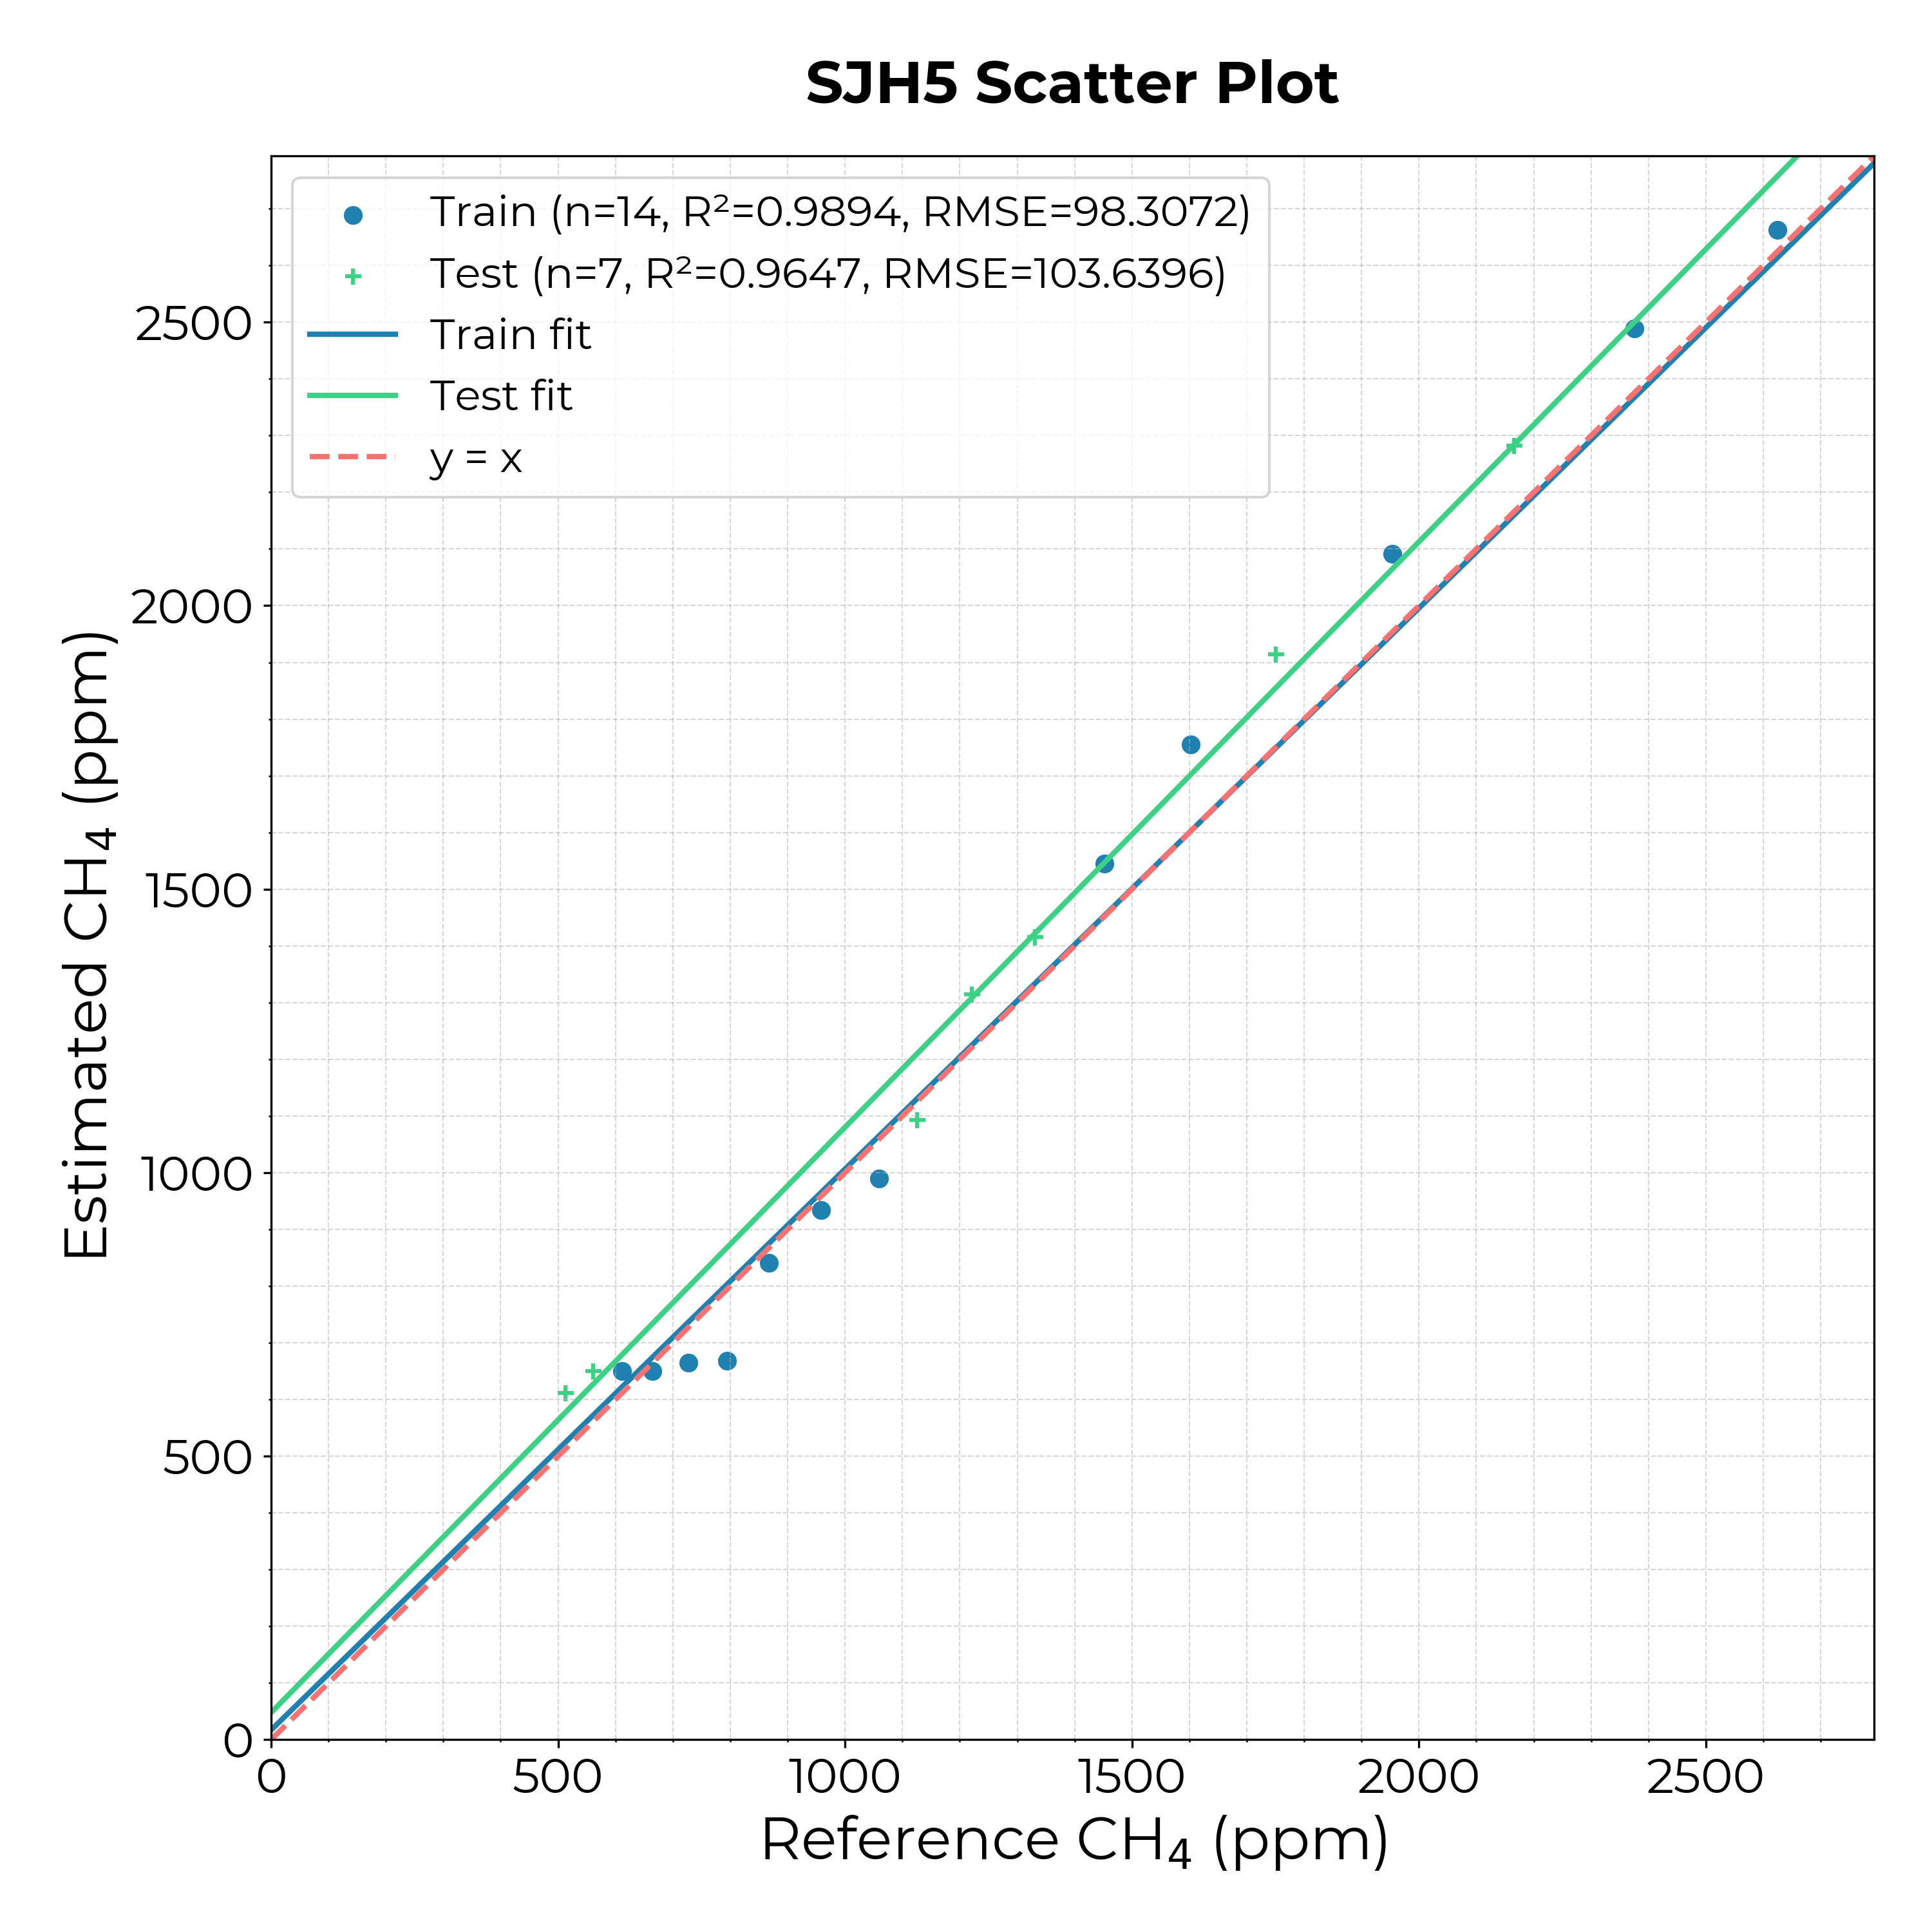 SJH5 Scatter Plot
Train (n=14, R²=0.9894, RMSE=98.3072)
Test (n=7, R²=0.9647, RMSE=103.6396)
Train fit
Test fit
y = x
Estimated CH₄ (ppm)
2500
2000
1500
1000
500
0
0 500 1000 1500 2000 2500
Reference CH₄ (ppm)